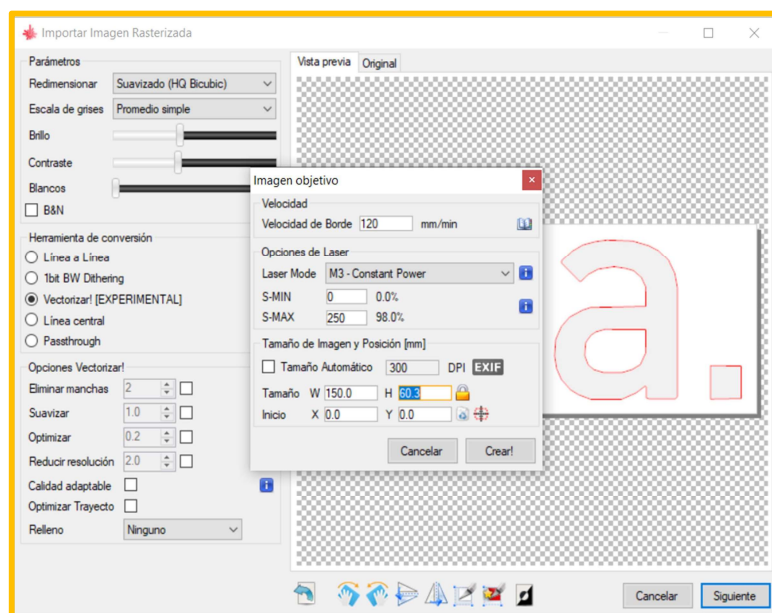 Importar Imagen Rasterizada
Parámetros
Redimensionar Suavizado (HQ Bicubic)
Escala de grises Promedio simple
Brillo
Contraste
Blancos
B&N
Herramienta de conversión
Línea a Línea
1bit BW Dithering
Vectorizar! [EXPERIMENTAL]
Línea central
Passthrough
Opciones Vectorizar!
Eliminar manchas 2
Suavizar 1.0
Optimizar 0.2
Reducir resolución 2.0
Calidad adaptable
Optimizar Trayecto
Relleno Ninguno
Vista previa Original
Imagen objetivo
Velocidad
Velocidad de Borde 120 mm/min
Opciones de Laser
Laser Mode M3 - Constant Power
S-MIN 0 0.0%
S-MAX 250 98.0%
Tamaño de Imagen y Posición [mm]
Tamaño Automático 300 DPI EXIF
Tamaño W 150.0 H 60.3
Inicio X 0.0 Y 0.0
Cancelar Crear!
a.
Cancelar Siguiente